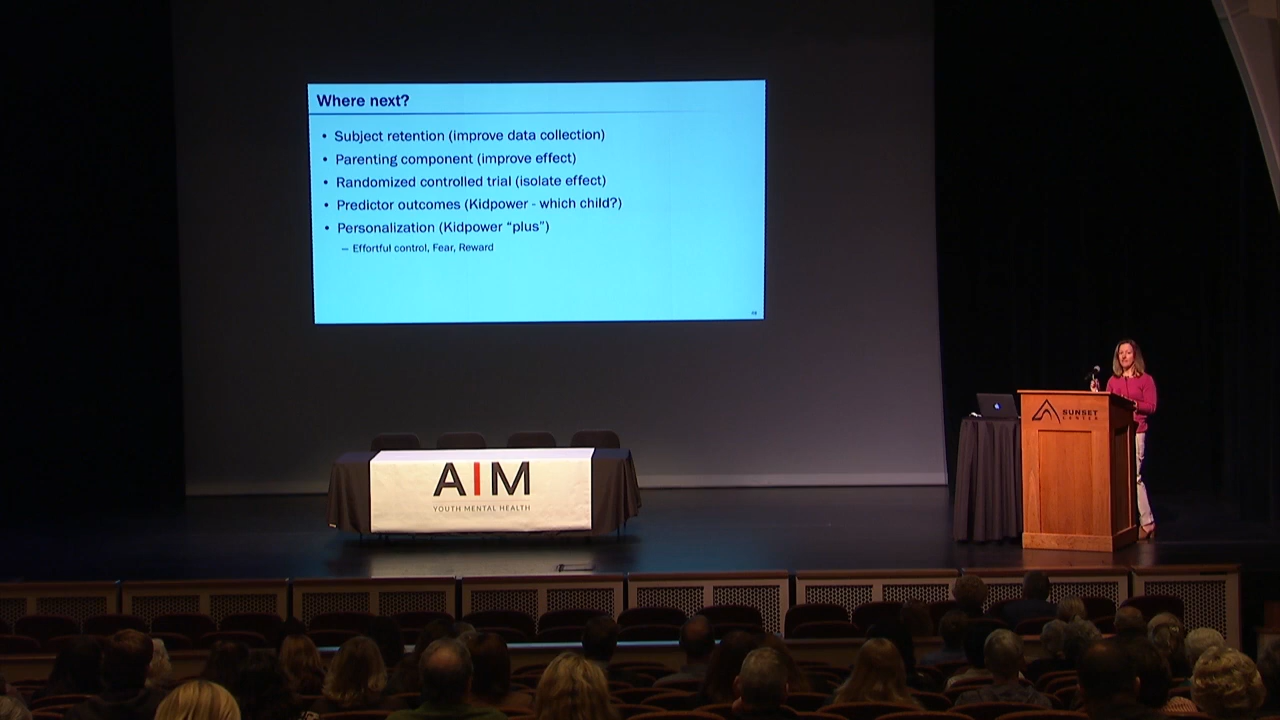 Where next?
• Subject retention (improve data collection)
• Parenting component (improve effect)
• Randomized controlled trial (isolate effect)
• Predictor outcomes (Kidpower - which child?)
• Personalization (Kidpower “plus”)
– Effortful control, Fear, Reward
SUNSET
CENTER
AIM
YOUTH MENTAL HEALTH